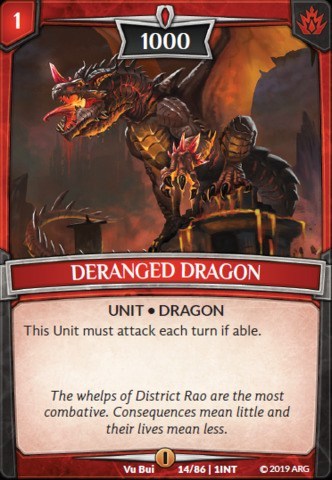 1
1000
DERANGED DRAGON
UNIT • DRAGON
This Unit must attack each turn if able.
The whelps of District Rao are the most
combative. Consequences mean little and
their lives mean less.
I
Vu Bui 14/86 | 1INT © 2019 ARG